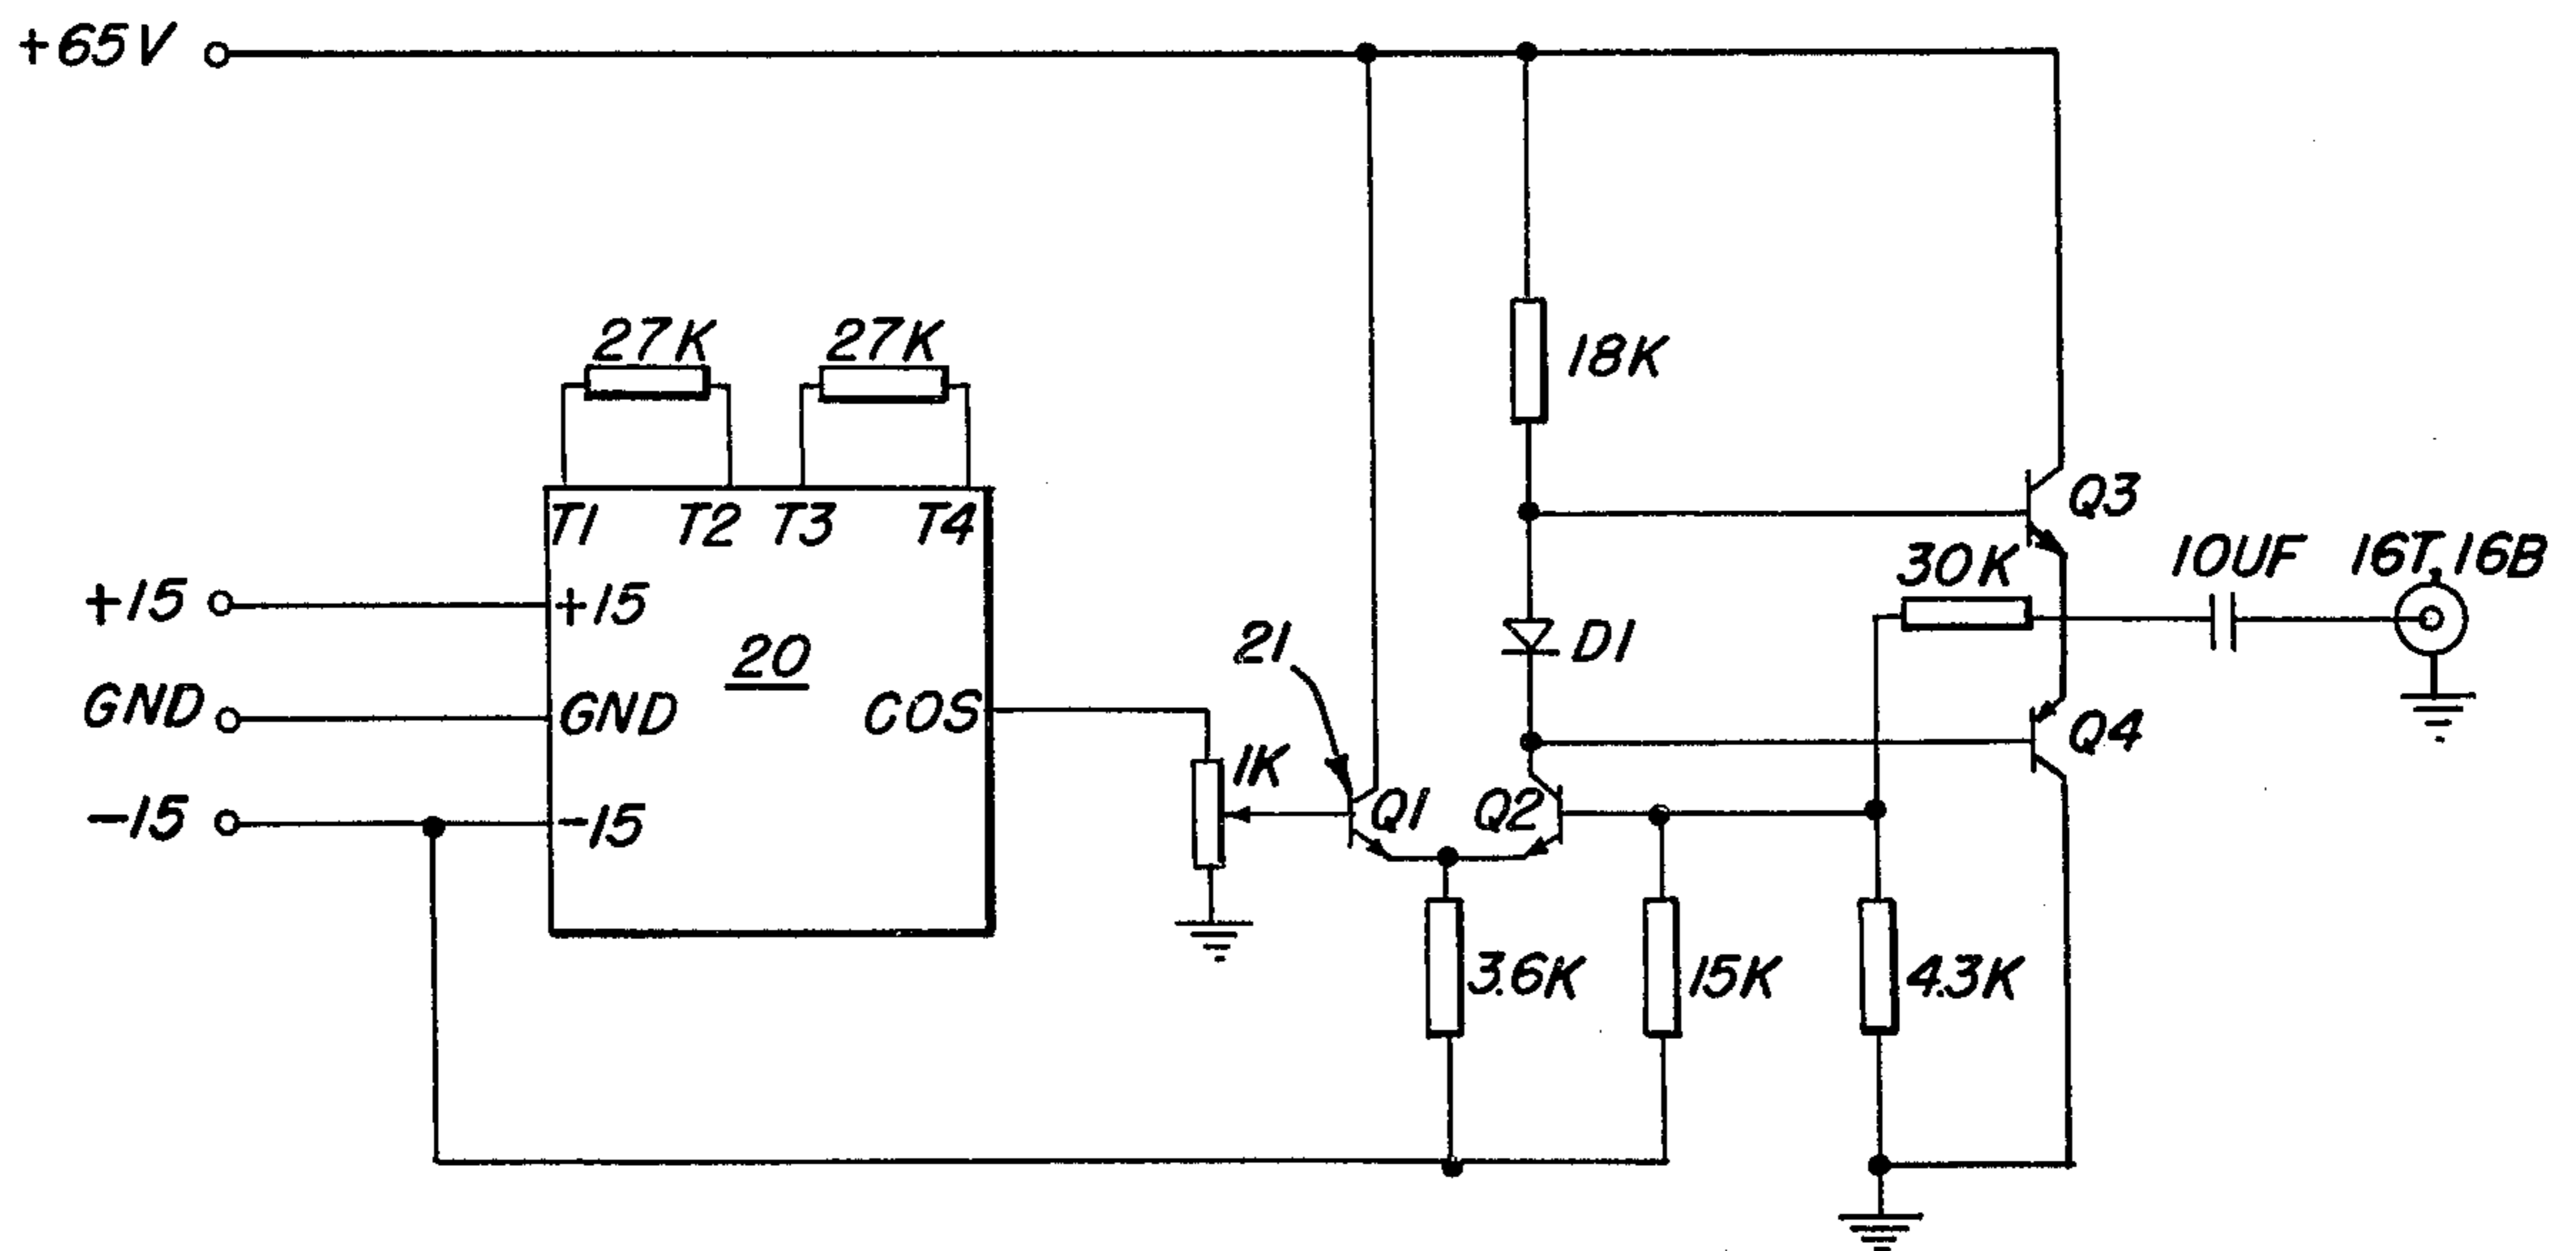 +65V
27K 27K
18K
T1 T2 T3 T4
Q3
+15 +15
30K 10UF 16T, 16B
20
21
D1
GND GND COS
1K
Q4
-15 -15
Q1 Q2
3.6K 15K 4.3K